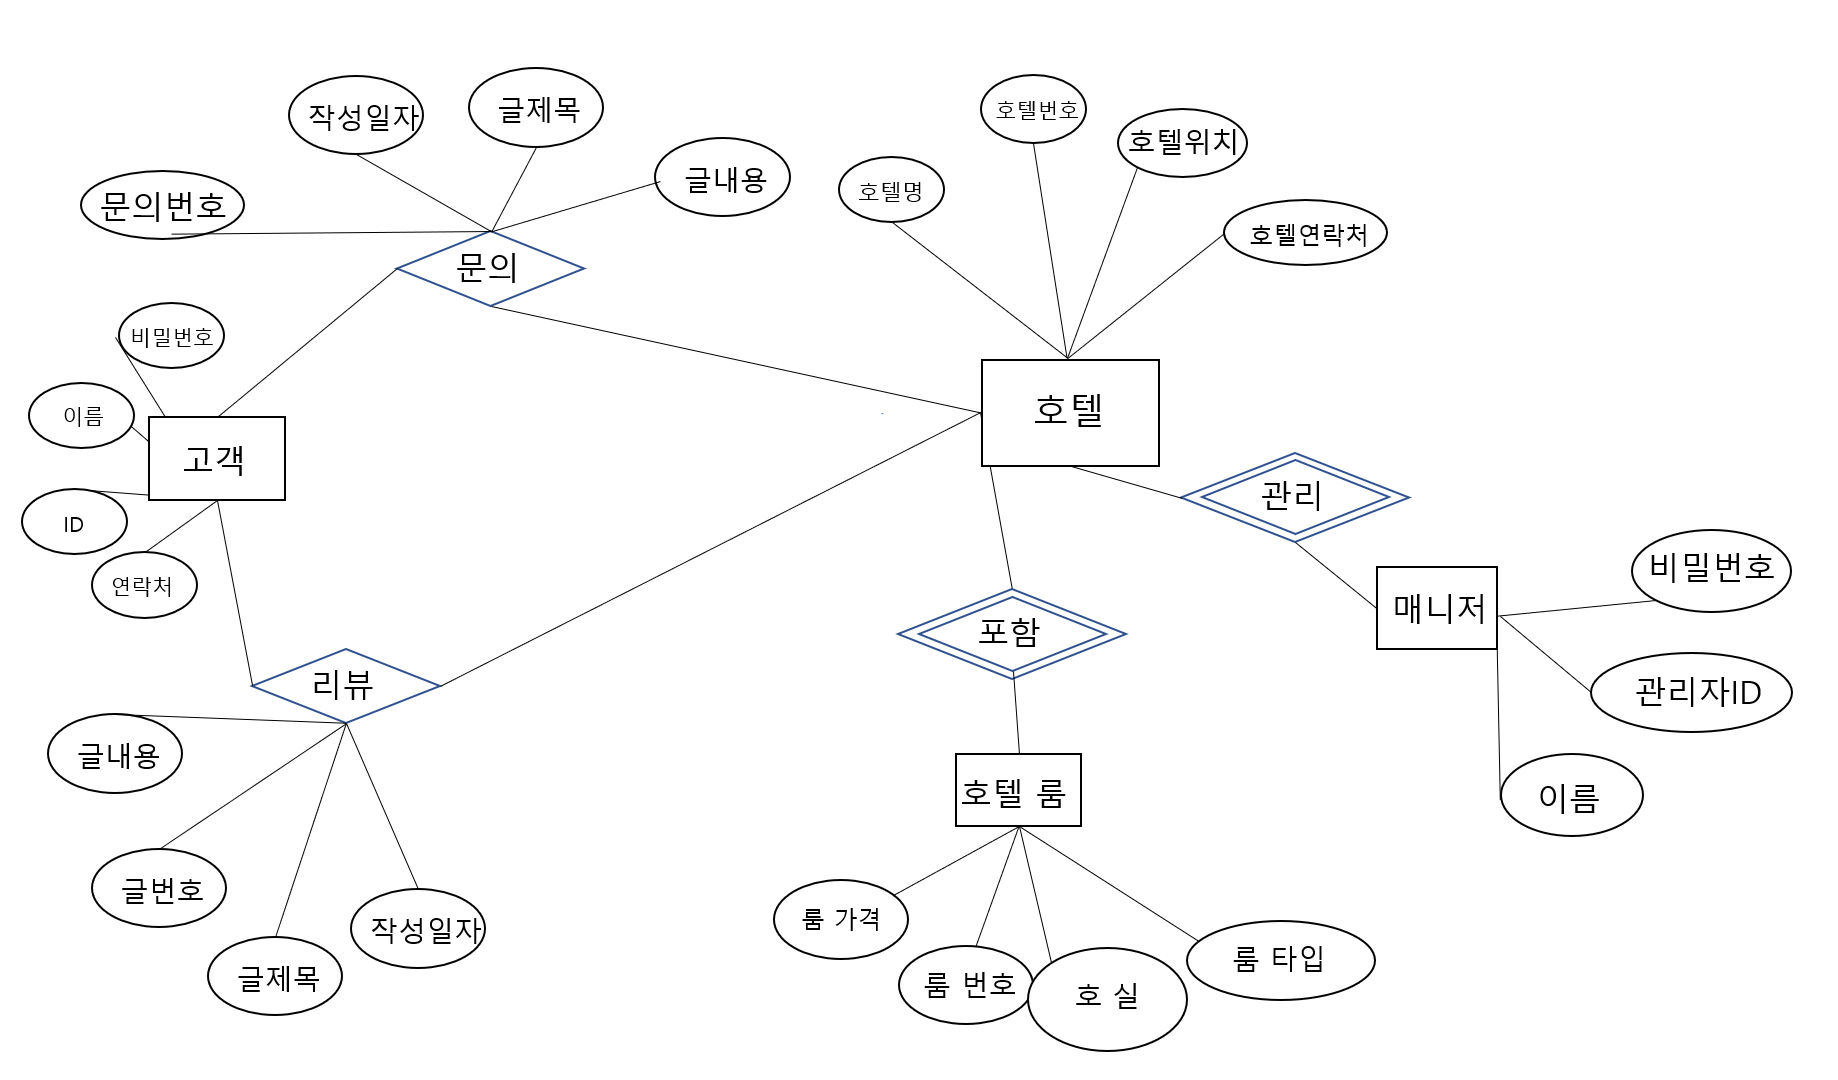 작성일자
글제목
호텔번호
호텔위치
글내용
호텔명
문의번호
호텔연락처
문의
비밀번호
이름
호텔
고객
관리
ID
비밀번호
연락처
매니저
포함
리뷰
관리자ID
글내용
호텔 룸
이름
글번호
룸 가격
작성일자
룸 타입
글제목
룸 번호
호 실